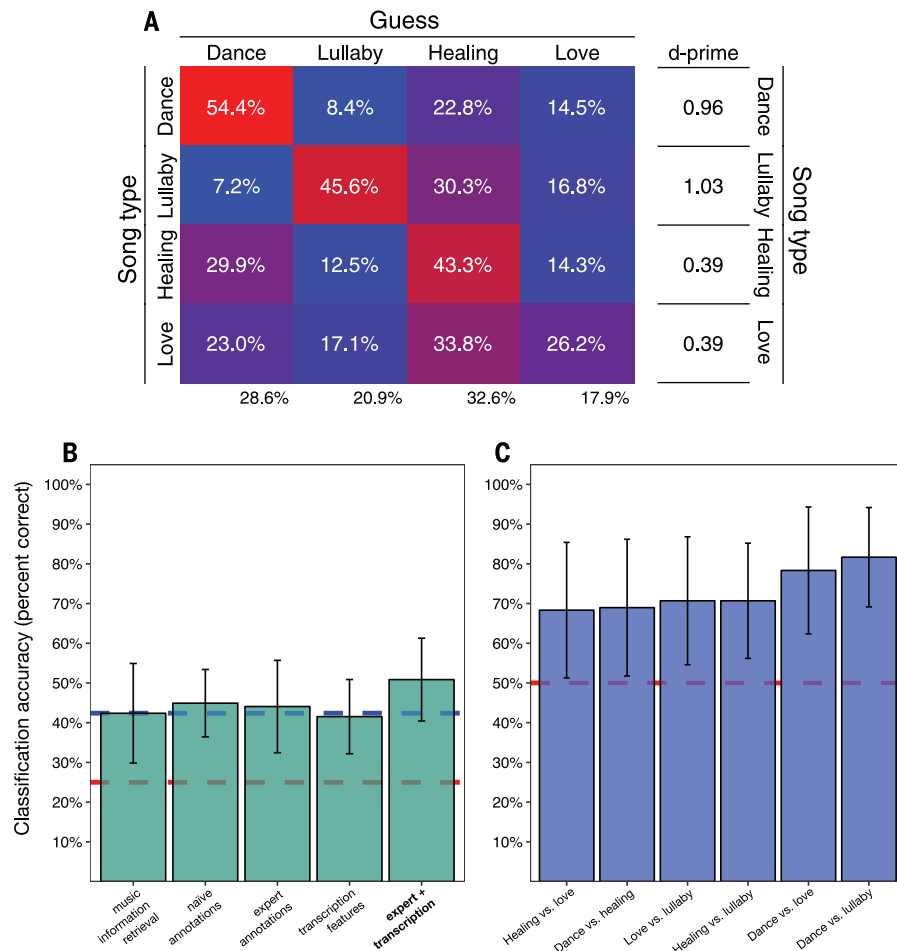 A
Guess
Dance Lullaby Healing Love d-prime
Song type
Dance 54.4% 8.4% 22.8% 14.5% 0.96 Dance
Lullaby 7.2% 45.6% 30.3% 16.8% 1.03 Lullaby
Healing 29.9% 12.5% 43.3% 14.3% 0.39 Healing
Love 23.0% 17.1% 33.8% 26.2% 0.39 Love
Song type
28.6% 20.9% 32.6% 17.9%
B
Classification accuracy (percent correct)
100%
90%
80%
70%
60%
50%
40%
30%
20%
10%
music
information
retrieval
naïve
annotations
expert
annotations
transcription
features
expert +
transcription
C
100%
90%
80%
70%
60%
50%
40%
30%
20%
10%
Healing vs. love
Dance vs. healing
Love vs. lullaby
Healing vs. lullaby
Dance vs. love
Dance vs. lullaby